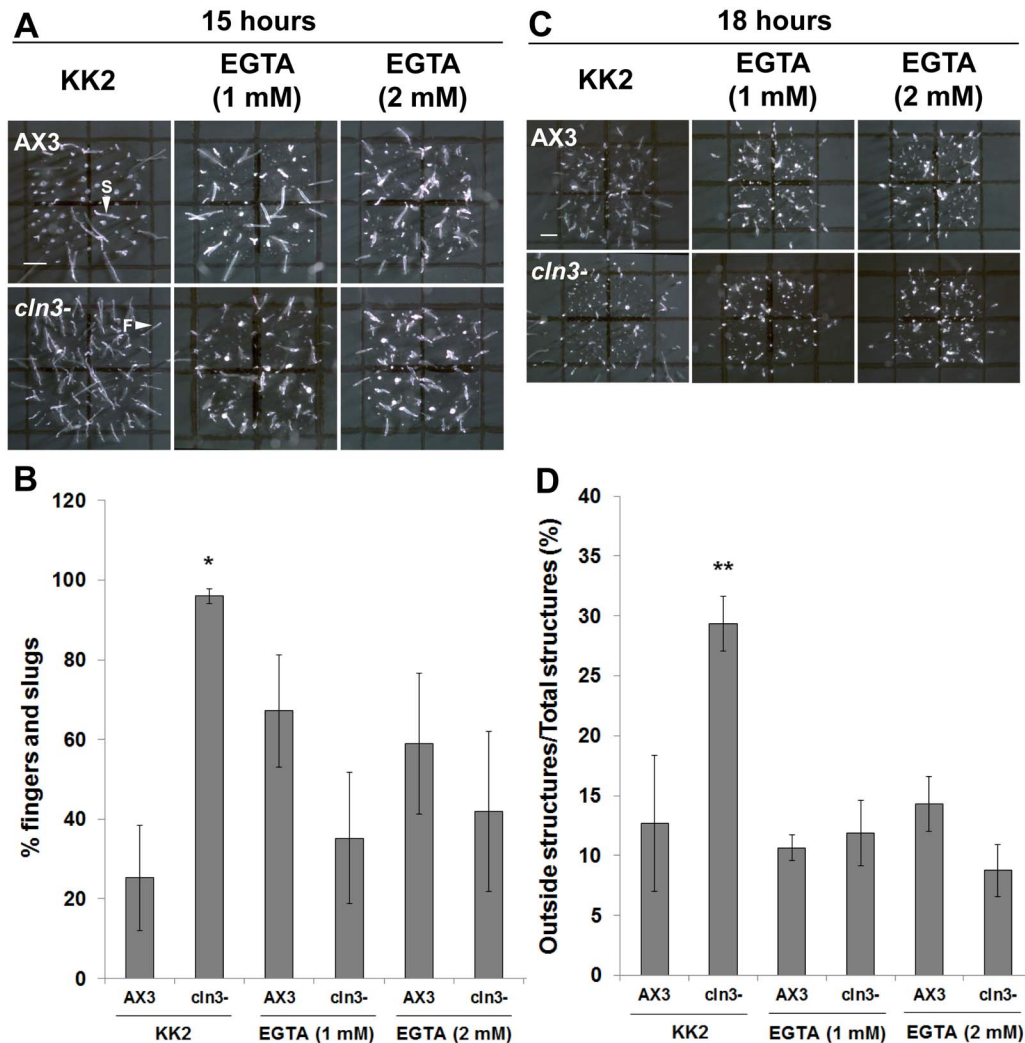 A
15 hours
KK2
EGTA
(1 mM)
EGTA
(2 mM)
AX3
S
cln3-
F
C
18 hours
KK2
EGTA
(1 mM)
EGTA
(2 mM)
AX3
cln3-
B
% fingers and slugs
120
100
80
60
40
20
0
*
AX3 cln3- AX3 cln3- AX3 cln3-
KK2 EGTA (1 mM) EGTA (2 mM)
D
Outside structures/Total structures (%)
40
35
30
25
20
15
10
5
0
**
AX3 cln3- AX3 cln3- AX3 cln3-
KK2 EGTA (1 mM) EGTA (2 mM)